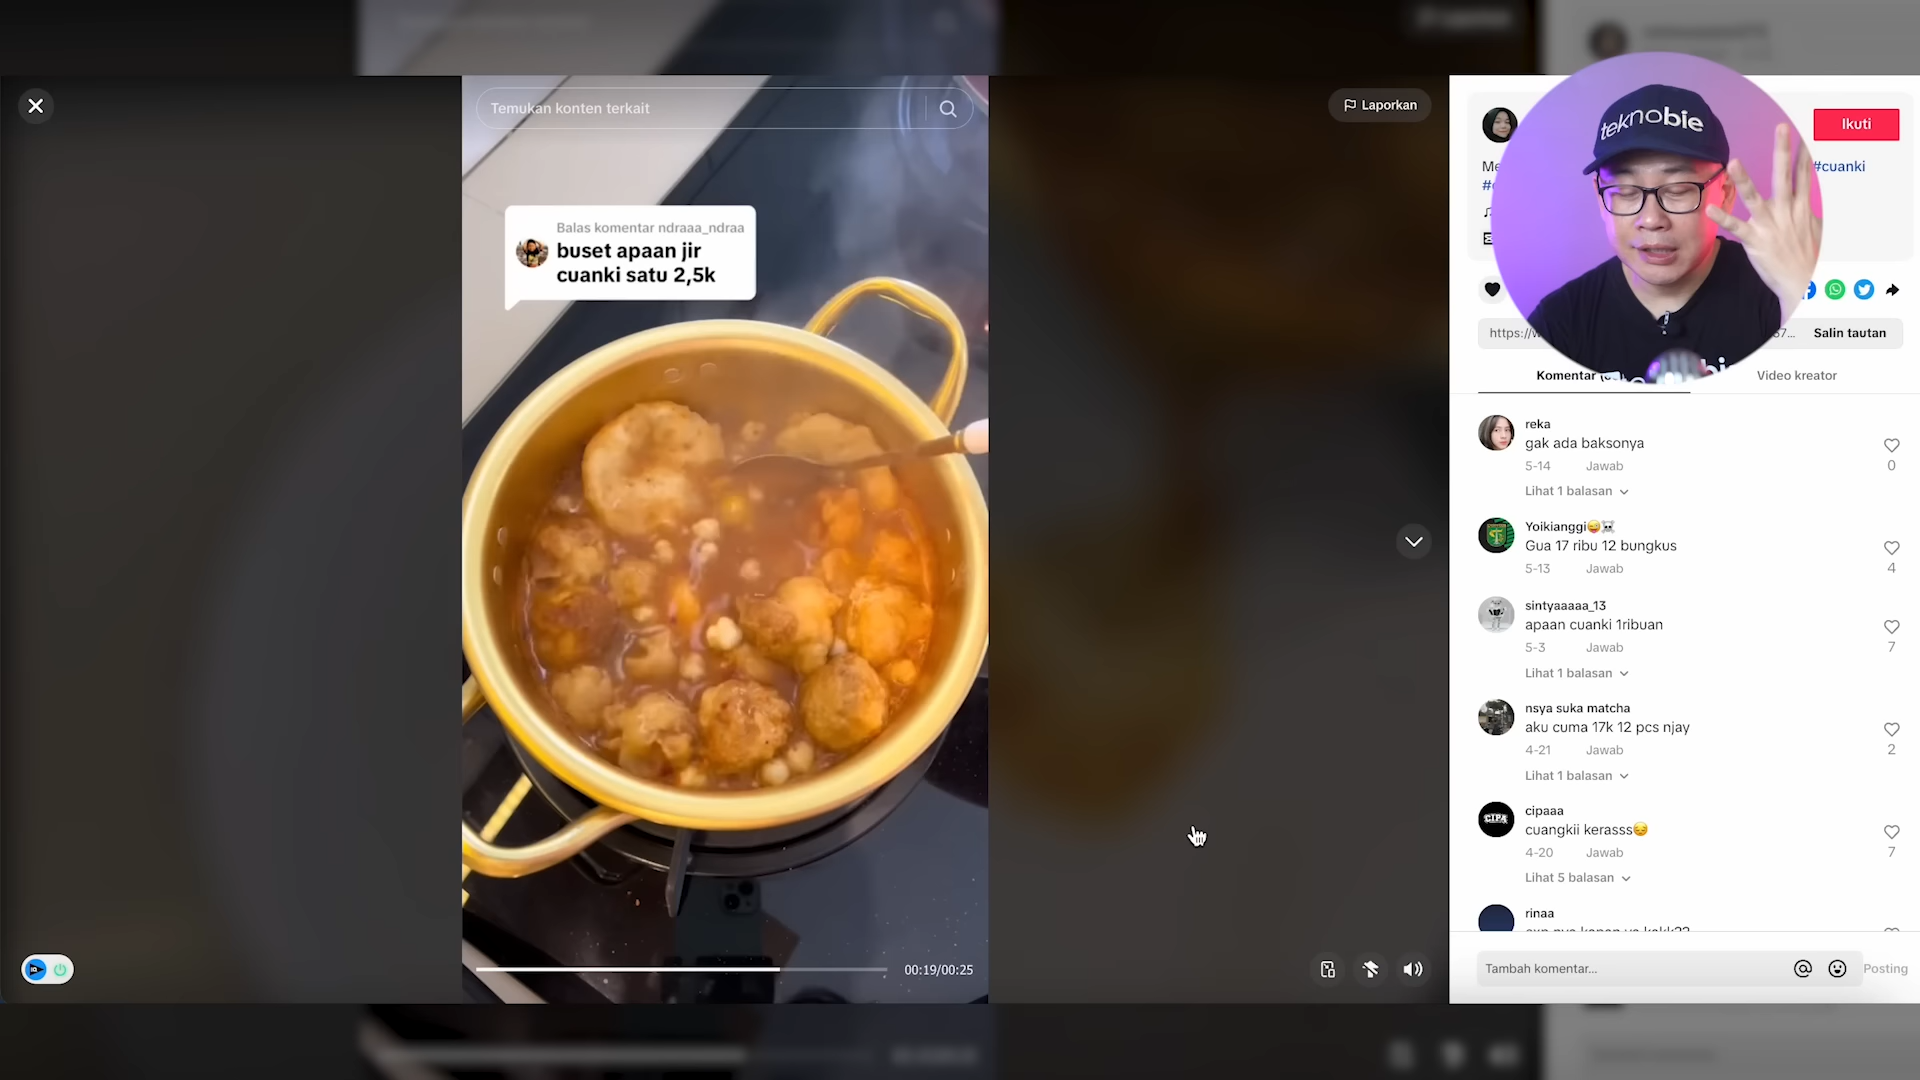 Temukan konten terkait
Laporkan
Balas komentar ndraaa_ndraa
buset apaan jir
cuanki satu 2,5k
00:19/00:25
teknobie
Ikuti
#cuanki
Salin tautan
Komentar
Video kreator
reka
gak ada baksonya
5-14 Jawab
0
Lihat 1 balasan
Yoikianggi😜☠️
Gua 17 ribu 12 bungkus
5-13 Jawab
4
sintyaaaaa_13
apaan cuanki 1ribuan
5-3 Jawab
7
Lihat 1 balasan
nsya suka matcha
aku cuma 17k 12 pcs njay
4-21 Jawab
2
Lihat 1 balasan
CIPA
cipaaa
cuangkii kerasss😔
4-20 Jawab
7
Lihat 5 balasan
rinaa
Tambah komentar...
Posting